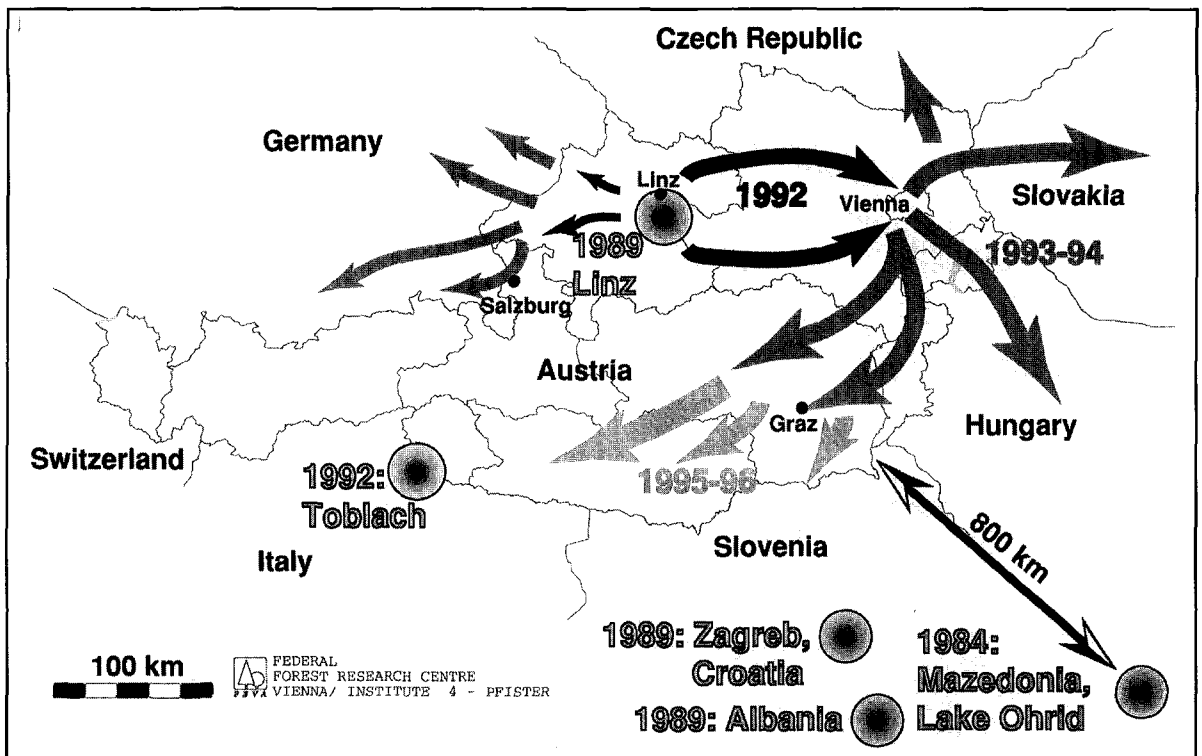 Czech Republic
Germany
Linz
1992
Vienna
Slovakia
1989
Linz
1993-94
Salzburg
Austria
Graz
Hungary
Switzerland
1992:
Toblach
1995-96
Italy
Slovenia
800 km
1989: Zagreb,
Croatia
1984:
Mazedonia,
Lake Ohrid
1989: Albania
100 km
FEDERAL
FOREST RESEARCH CENTRE
VIENNA/ INSTITUTE 4 - PFISTER